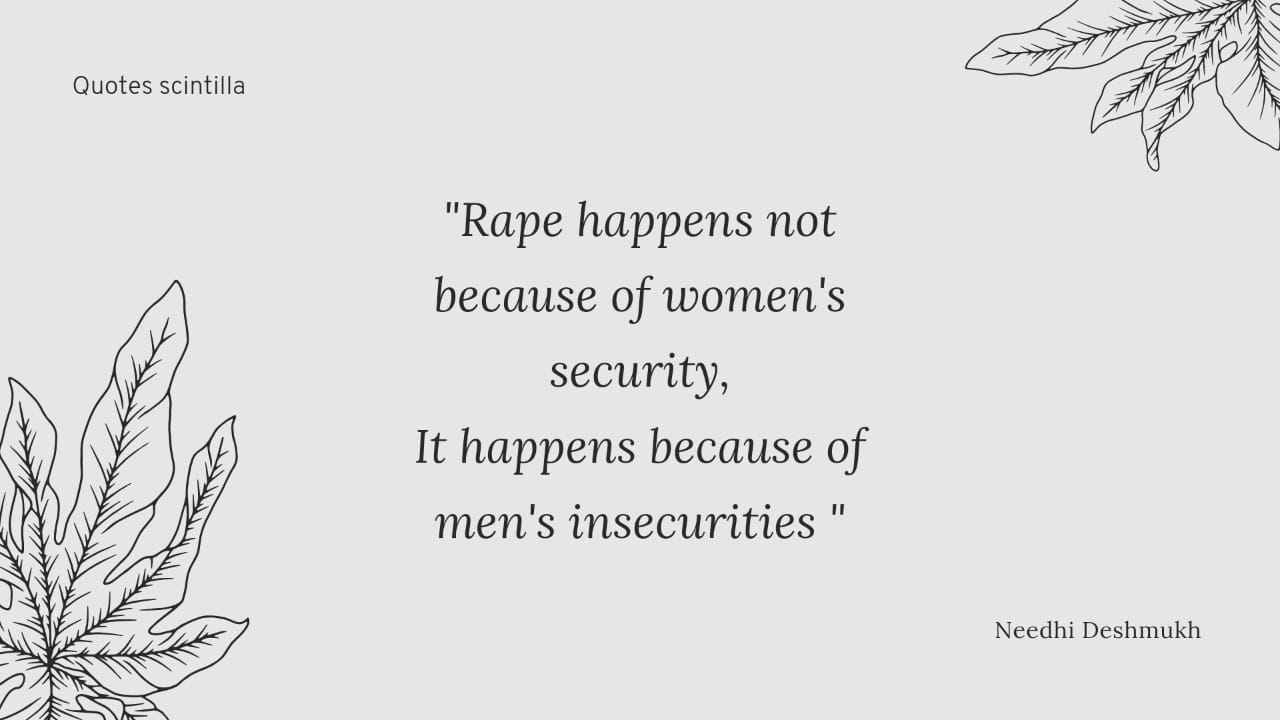 Quotes scintilla
"Rape happens not
because of women's
security,
It happens because of
men's insecurities "
Needhi Deshmukh